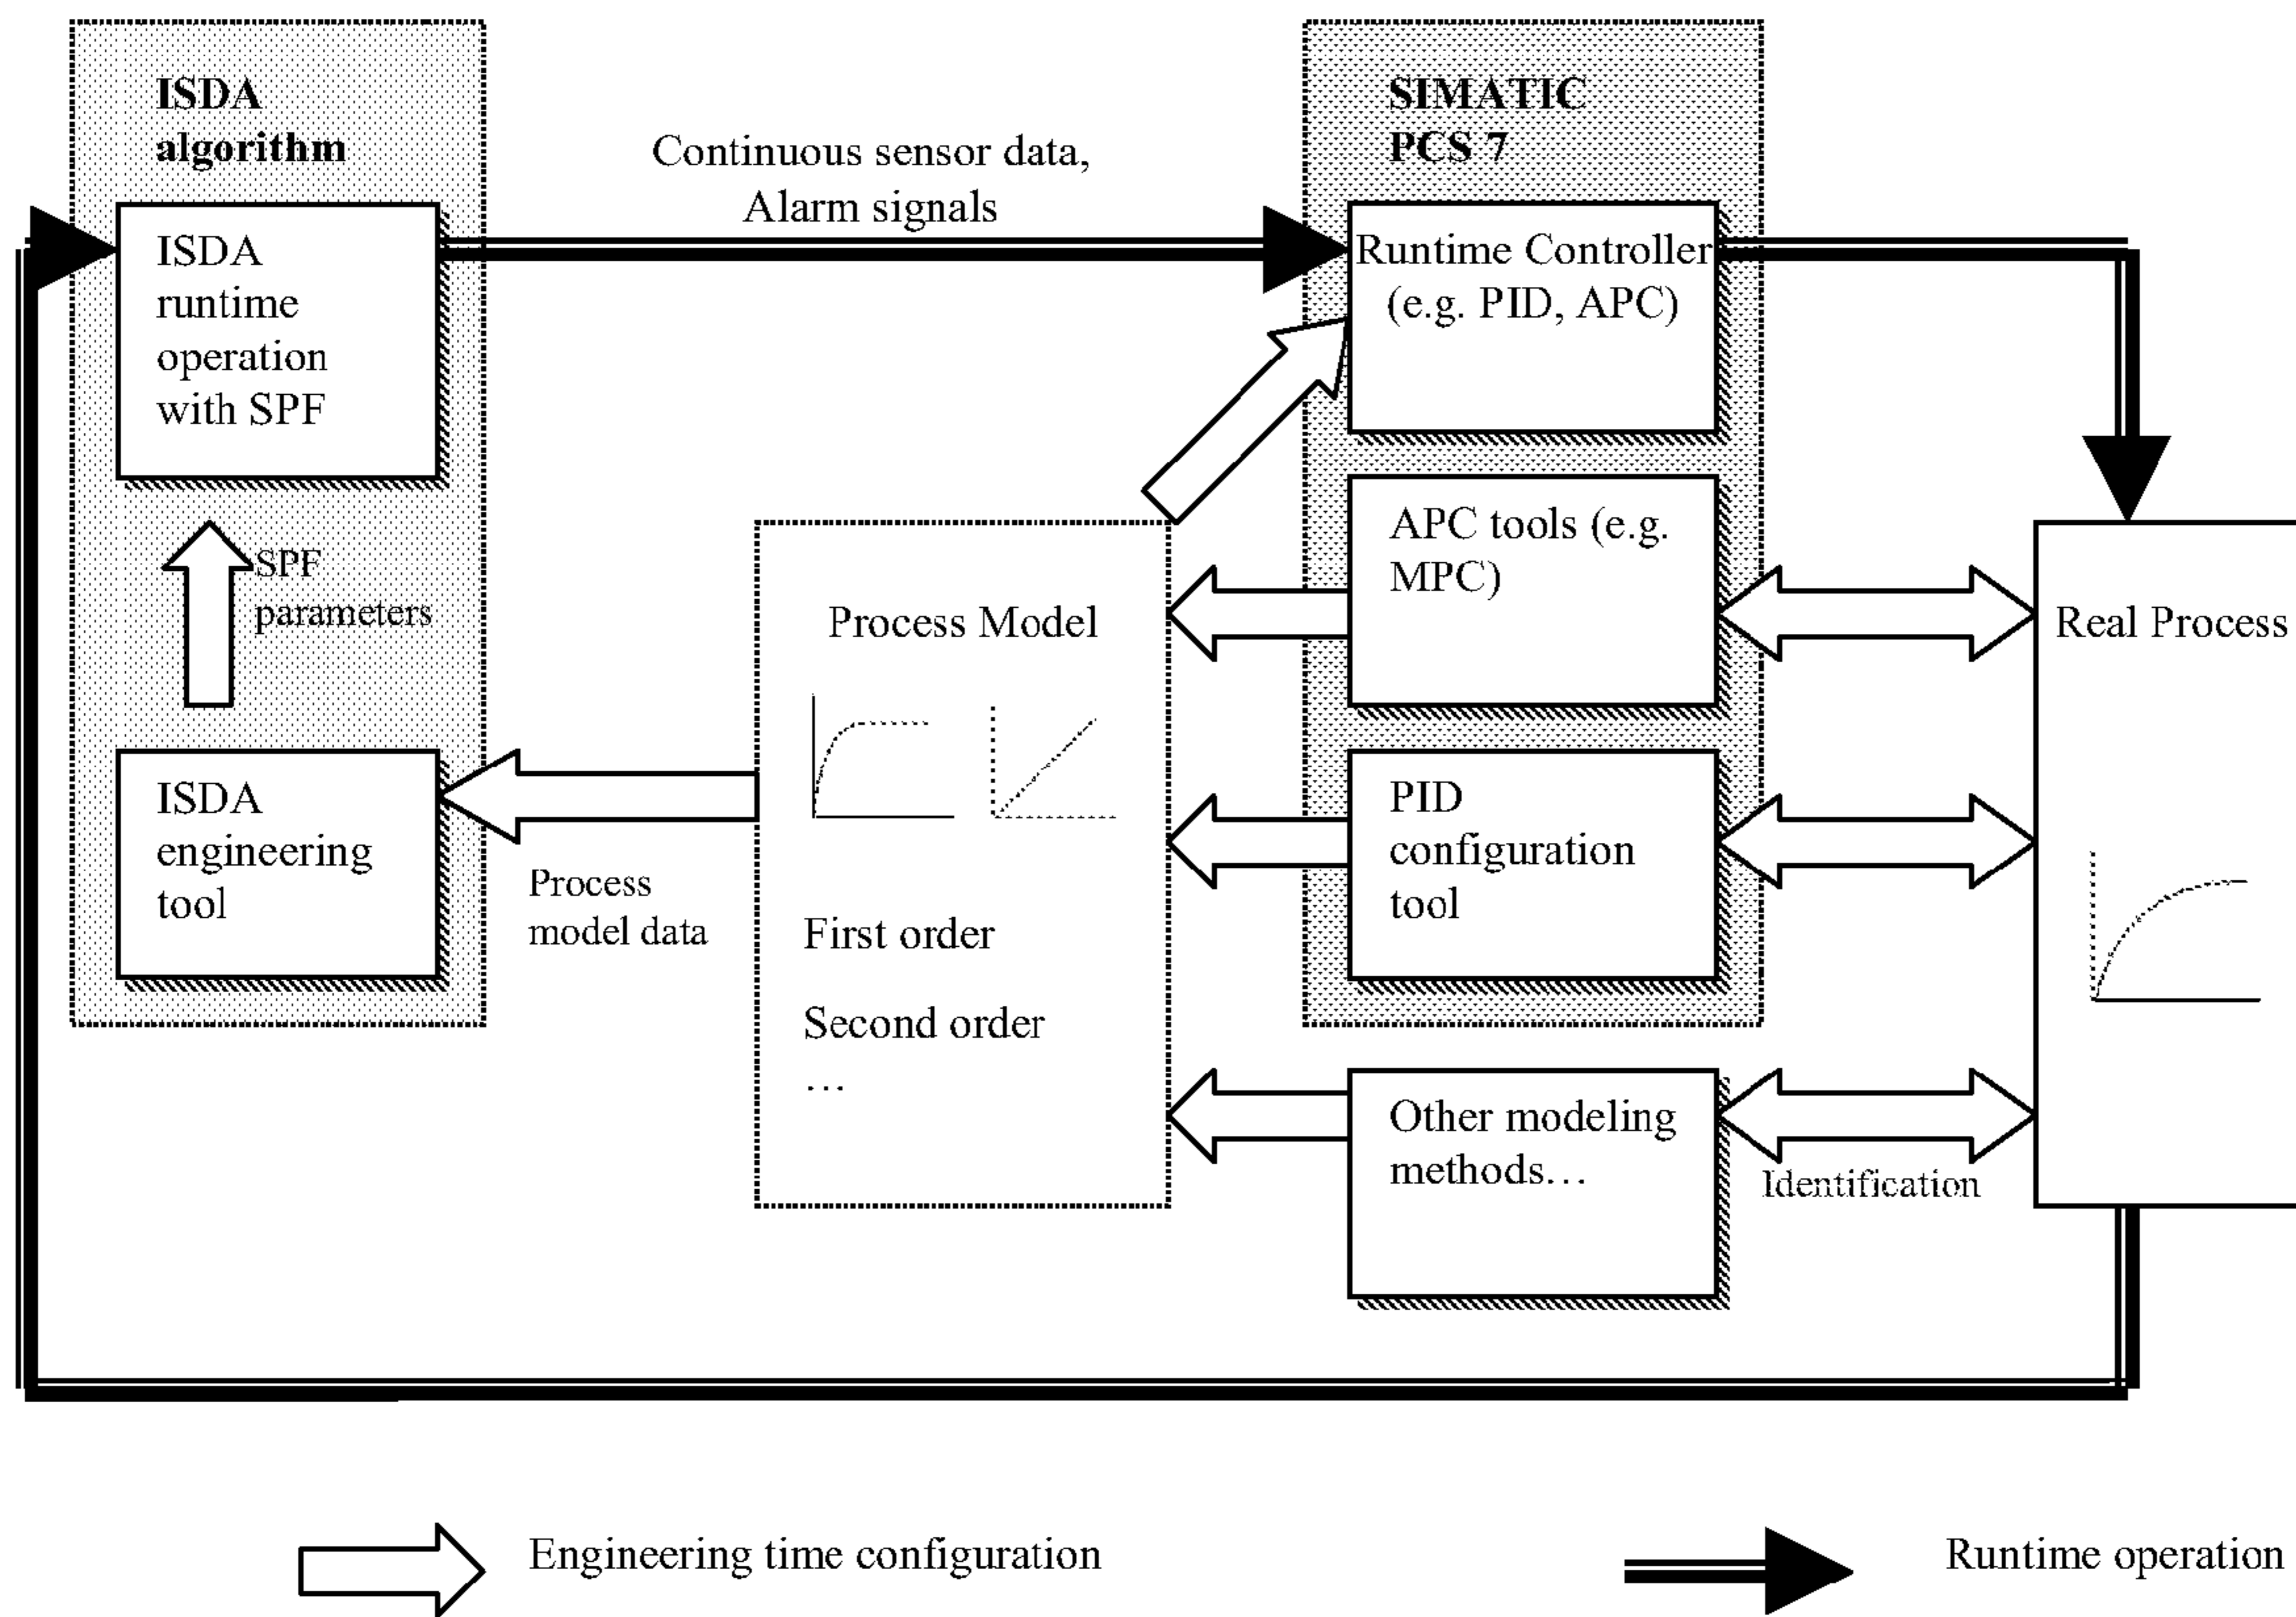 ISDA
algorithm
ISDA
runtime
operation
with SPF
SPF
parameters
ISDA
engineering
tool
Continuous sensor data,
Alarm signals
Process
model data
Process Model
First order
Second order
…
SIMATIC
PCS 7
Runtime Controller
(e.g. PID, APC)
APC tools (e.g.
MPC)
PID
configuration
tool
Other modeling
methods…
Identification
Real Process
Engineering time configuration
Runtime operation